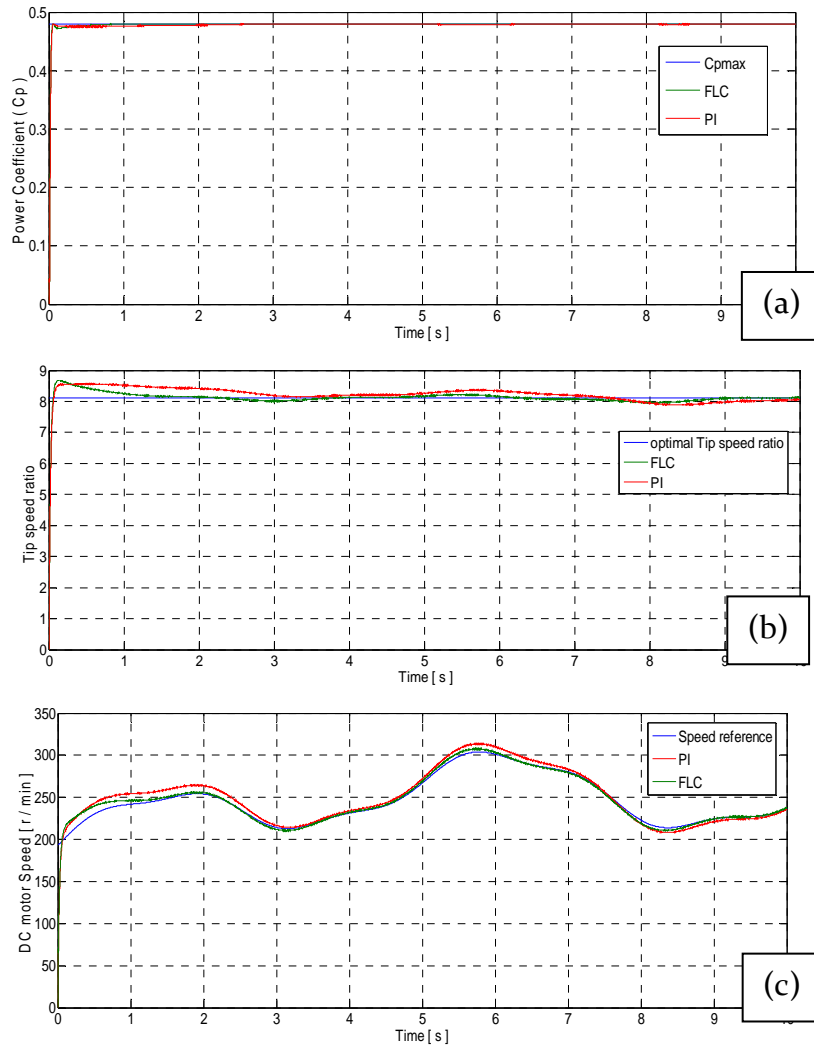 0.5
0.4
0.3
0.2
0.1
0
Power Coefficient ( Cp )
Cpmax
FLC
PI
0 1 2 3 4 5 6 7 8 9
Time [ s ]
(a)
9
8
7
6
5
4
3
2
1
0
Tip speed ratio
optimal Tip speed ratio
FLC
PI
0 1 2 3 4 5 6 7 8 9
Time [ s ]
(b)
350
300
250
200
150
100
50
0
DC motor Speed [ r / min ]
Speed reference
PI
FLC
0 1 2 3 4 5 6 7 8 9
Time [ s ]
(c)